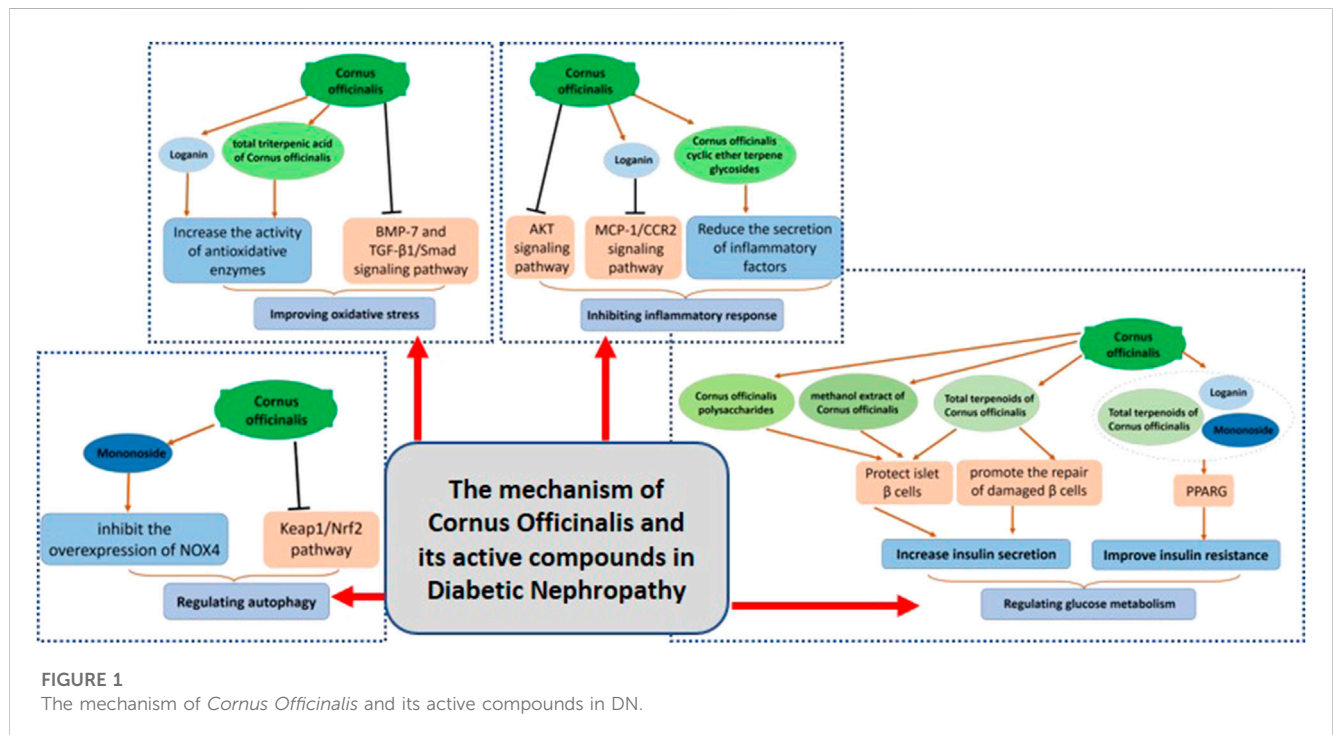 Cornus
officinalis
Loganin
total triterpenic acid
of Cornus officinalis
Increase the activity
of antioxidative
enzymes
BMP-7 and
TGF-β1/Smad
signaling pathway
Improving oxidative stress
Cornus
officinalis
Loganin
Cornus officinalis
cyclic ether terpene
glycosides
AKT
signaling
pathway
MCP-1/CCR2
signaling
pathway
Reduce the secretion
of inflammatory
factors
Inhibiting inflammatory response
Cornus
officinalis
Mononoside
inhibit the
overexpression of NOX4
Keap1/Nrf2
pathway
Regulating autophagy
The mechanism of
Cornus Officinalis and
its active compounds in
Diabetic Nephropathy
Cornus
officinalis
Cornus officinalis
polysaccharides
methanol extract of
Cornus officinalis
Total terpenoids of
Cornus officinalis
Total terpenoids of
Cornus officinalis
Loganin
Mononoside
Protect islet
β cells
promote the repair
of damaged β cells
PPARG
Increase insulin secretion
Improve insulin resistance
Regulating glucose metabolism
FIGURE 1
The mechanism of Cornus Officinalis and its active compounds in DN.